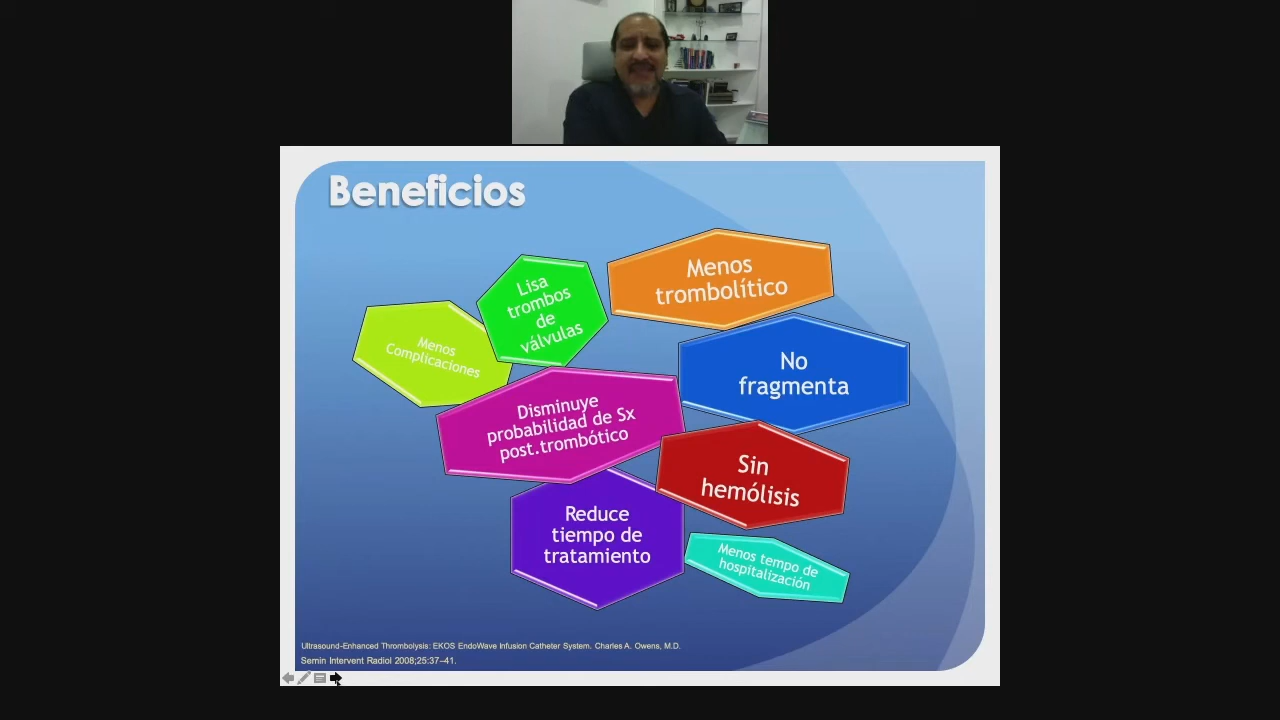 Beneficios
Menos
trombolítico
Lisa
trombos
de
válvulas
Menos
Complicaciones
No
fragmenta
Disminuye
probabilidad de Sx
post.trombótico
Sin
hemólisis
Reduce
tiempo de
tratamiento
Menos tempo de
hospitalización
Ultrasound-Enhanced Thrombolysis: EKOS EndoWave Infusion Catheter System. Charles A. Owens, M.D.
Semin Intervent Radiol 2008;25:37–41.